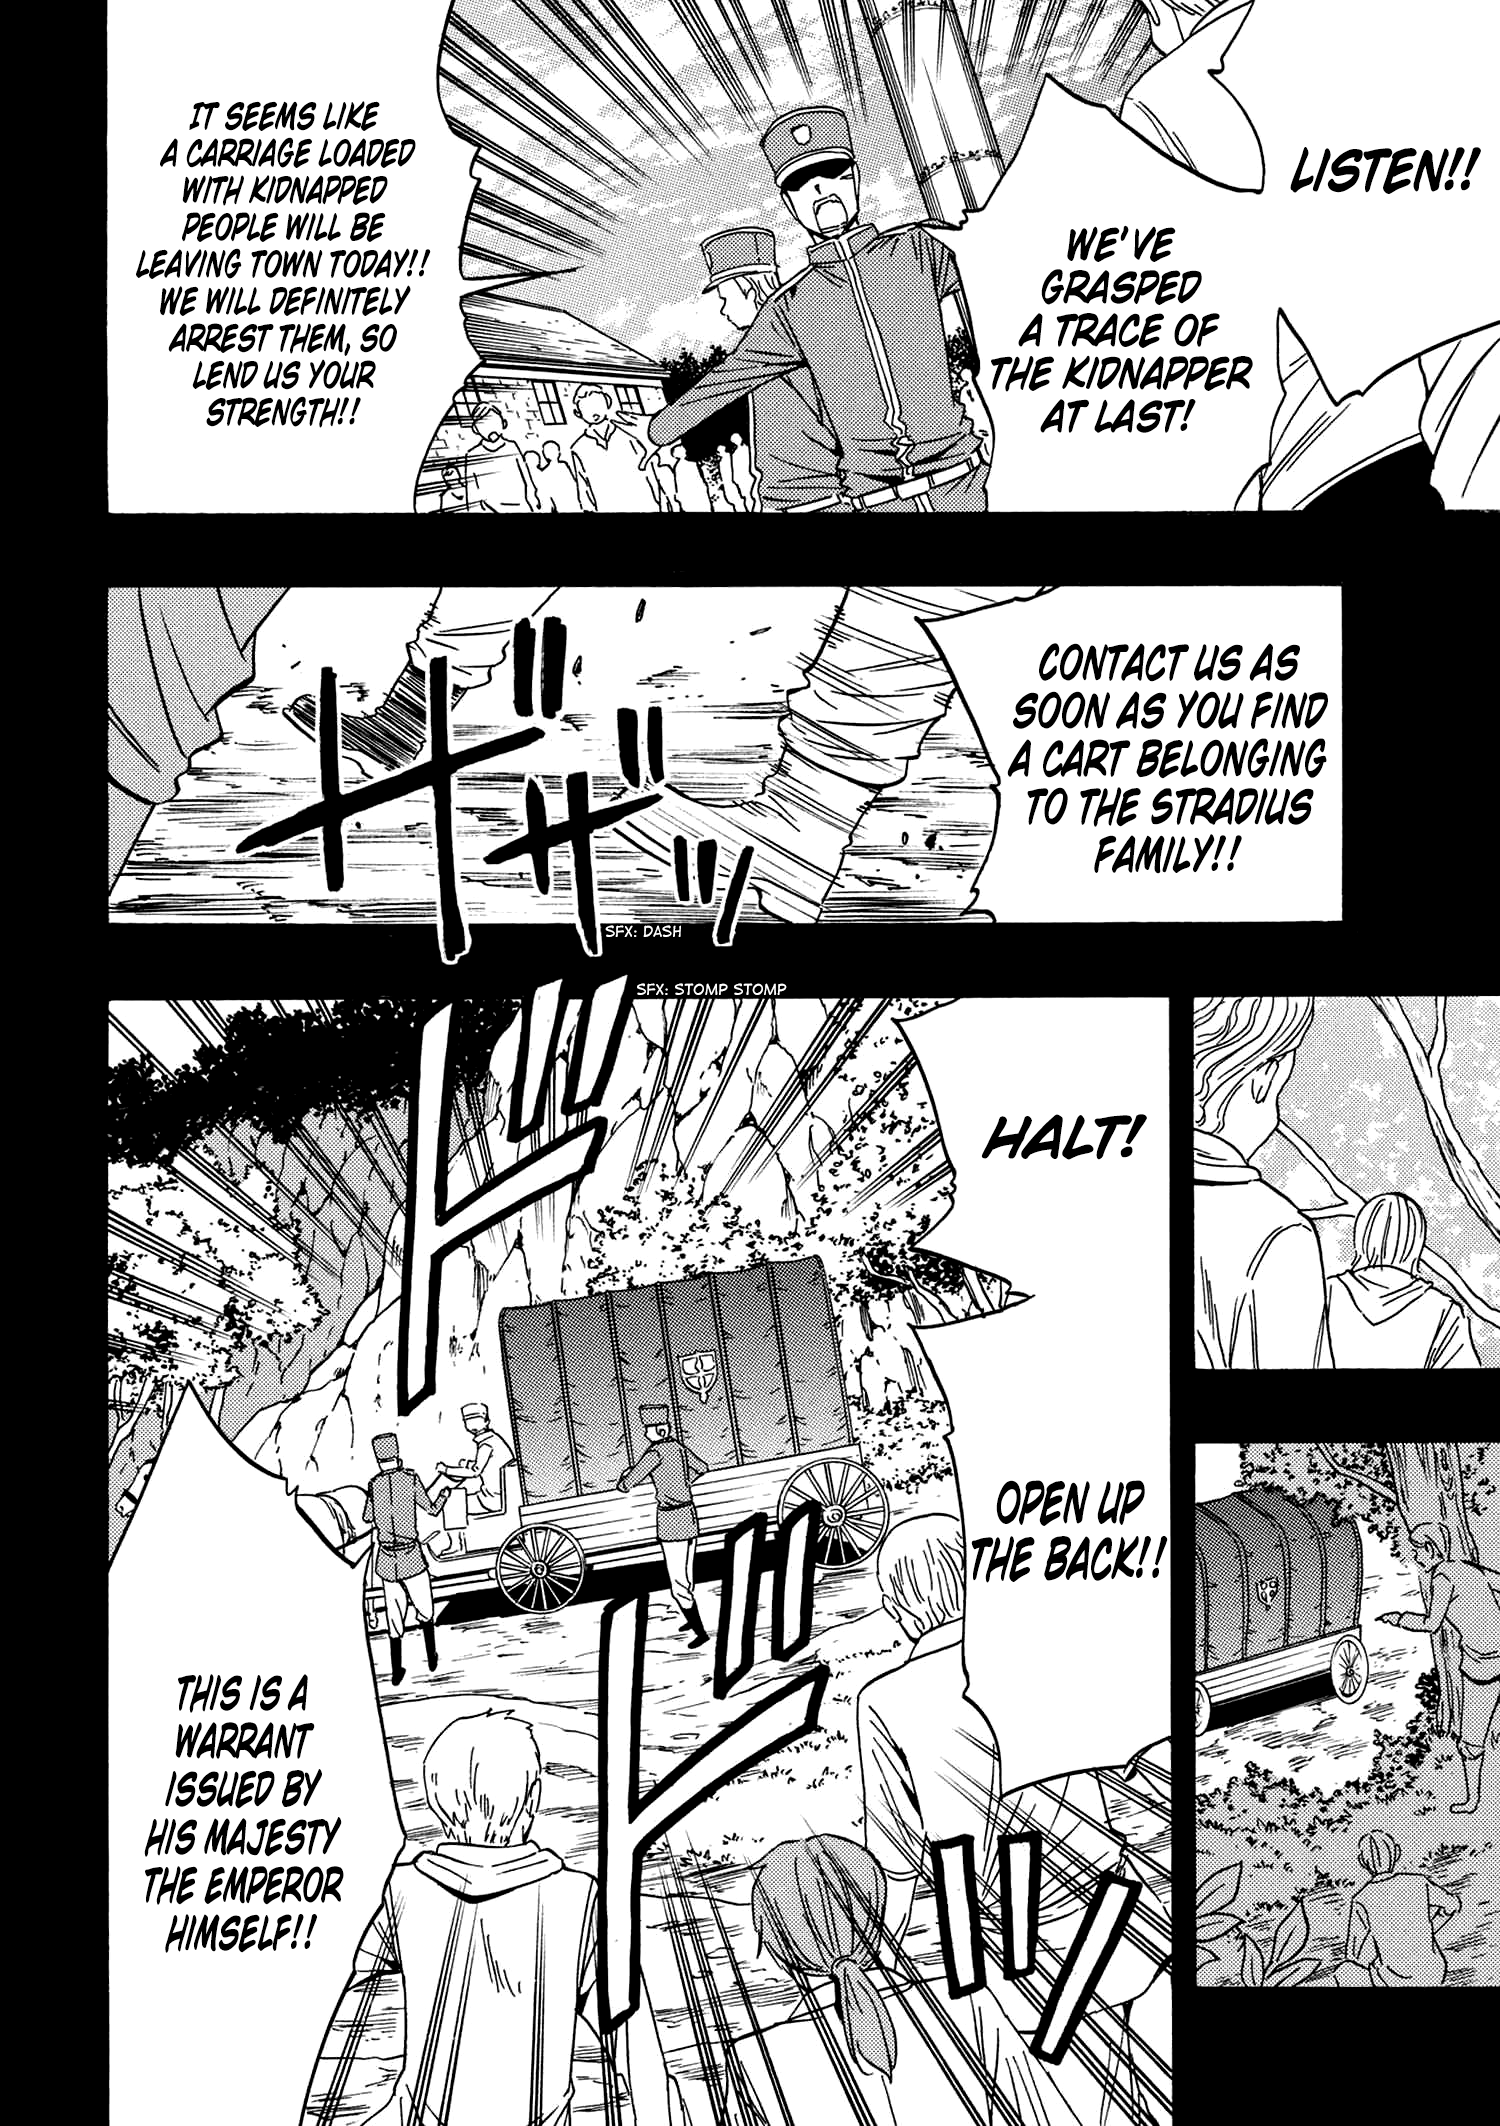 LISTEN!!
WE'VE
GRASPED
A TRACE OF
THE KIDNAPPER
AT LAST!
IT SEEMS LIKE
A CARRIAGE LOADED
WITH KIDNAPPED
PEOPLE WILL BE
LEAVING TOWN TODAY!!
WE WILL DEFINITELY
ARREST THEM, SO
LEND US YOUR
STRENGTH!!
CONTACT US AS
SOON AS YOU FIND
A CART BELONGING
TO THE STRADIUS
FAMILY!!
ザザッ
SFX: DASH
SFX: STOMP STOMP
ドドッ
HALT!
OPEN UP
THE BACK!!
THIS IS A
WARRANT
ISSUED BY
HIS MAJESTY
THE EMPEROR
HIMSELF!!